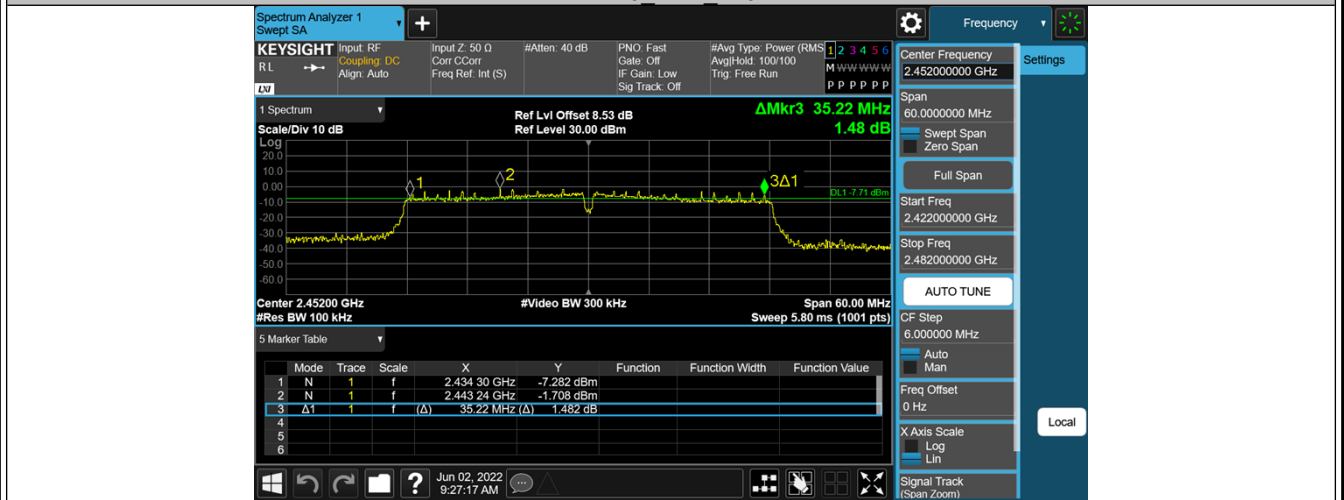 Spectrum Analyzer 1
Swept SA
Frequency
KEYSIGHT
RL
LXI
Input: RF
Coupling: DC
Align: Auto
Input Z: 50 Ω
Corr CCorr
Freq Ref: Int (S)
#Atten: 40 dB
PNO: Fast
Gate: Off
IF Gain: Low
Sig Track: Off
#Avg Type: Power (RMS
Avg|Hold: 100/100
Trig: Free Run
1 2 3 4 5 6
M W W W W W
P P P P P P
1 Spectrum
Scale/Div 10 dB
Log
Ref Lvl Offset 8.53 dB
Ref Level 30.00 dBm
ΔMkr3 35.22 MHz
1.48 dB
20.0
10.0
0.00
-10.0
-20.0
-30.0
-40.0
-50.0
-60.0
1
2
3Δ1
DL1 -7.71 dBm
Center 2.45200 GHz
#Res BW 100 kHz
#Video BW 300 kHz
Span 60.00 MHz
Sweep 5.80 ms (1001 pts)
5 Marker Table
Mode Trace Scale X Y Function Function Width Function Value
1 N 1 f 2.434 30 GHz -7.282 dBm
2 N 1 f 2.443 24 GHz -1.708 dBm
3 Δ1 1 f (Δ) 35.22 MHz (Δ) 1.482 dB
4
5
6
Jun 02, 2022
9:27:17 AM
Center Frequency
2.452000000 GHz
Span
60.0000000 MHz
Swept Span
Zero Span
Full Span
Start Freq
2.422000000 GHz
Stop Freq
2.482000000 GHz
AUTO TUNE
CF Step
6.000000 MHz
Auto
Man
Freq Offset
0 Hz
X Axis Scale
Log
Lin
Signal Track
(Span Zoom)
Settings
Local